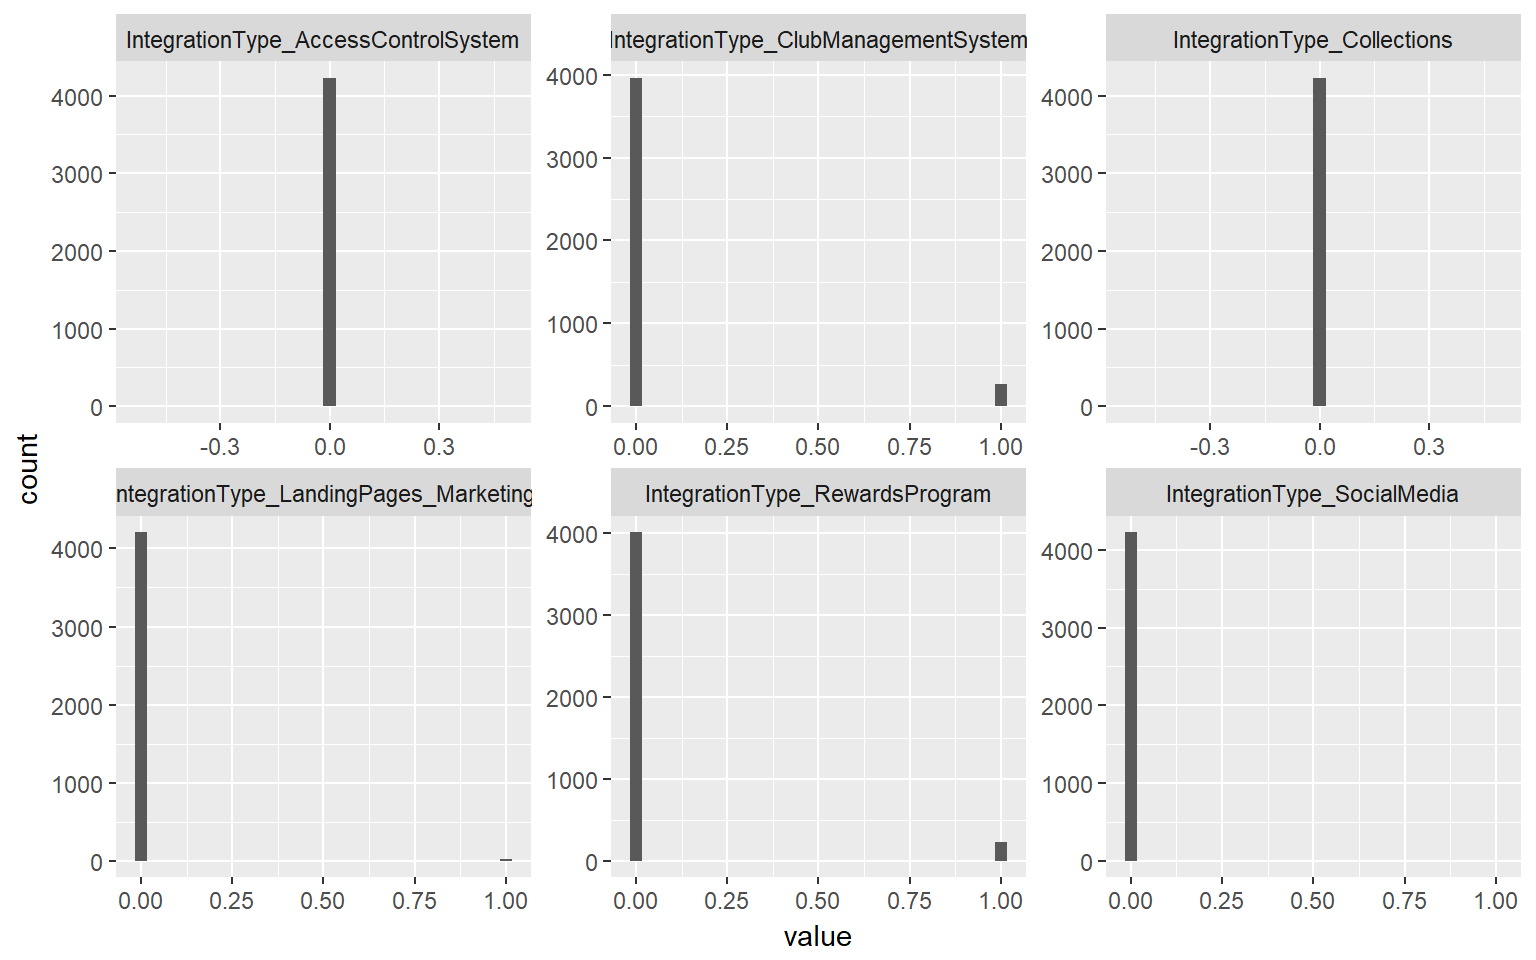 IntegrationType_AccessControlSystem
IntegrationType_ClubManagementSystem
IntegrationType_Collections
4000
3000
2000
1000
0
-0.3 0.0 0.3
4000
3000
2000
1000
0
0.00 0.25 0.50 0.75 1.00
4000
3000
2000
1000
0
-0.3 0.0 0.3
count
ntegrationType_LandingPages_Marketing
IntegrationType_RewardsProgram
IntegrationType_SocialMedia
4000
3000
2000
1000
0
0.00 0.25 0.50 0.75 1.00
4000
3000
2000
1000
0
0.00 0.25 0.50 0.75 1.00
4000
3000
2000
1000
0
0.00 0.25 0.50 0.75 1.00
value